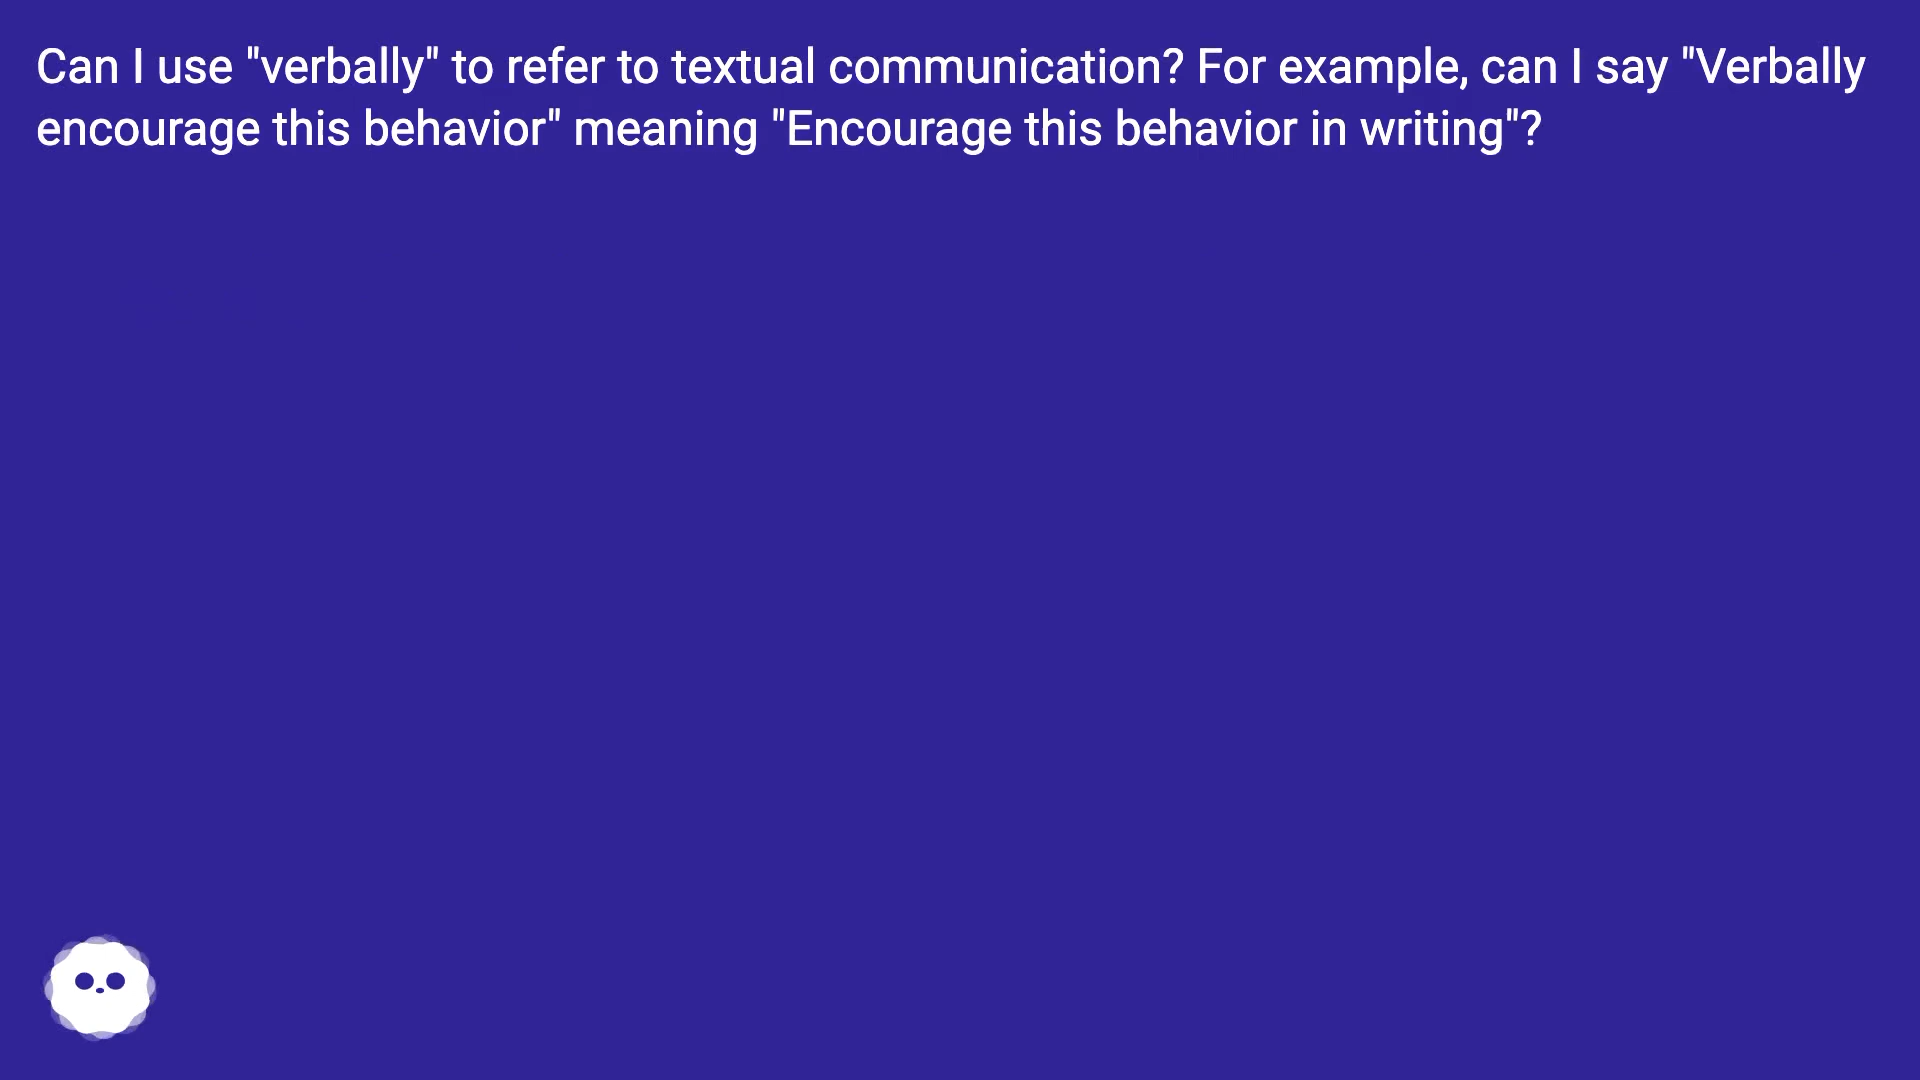 Can I use "verbally" to refer to textual communication? For example, can I say "Verbally
encourage this behavior" meaning "Encourage this behavior in writing"?